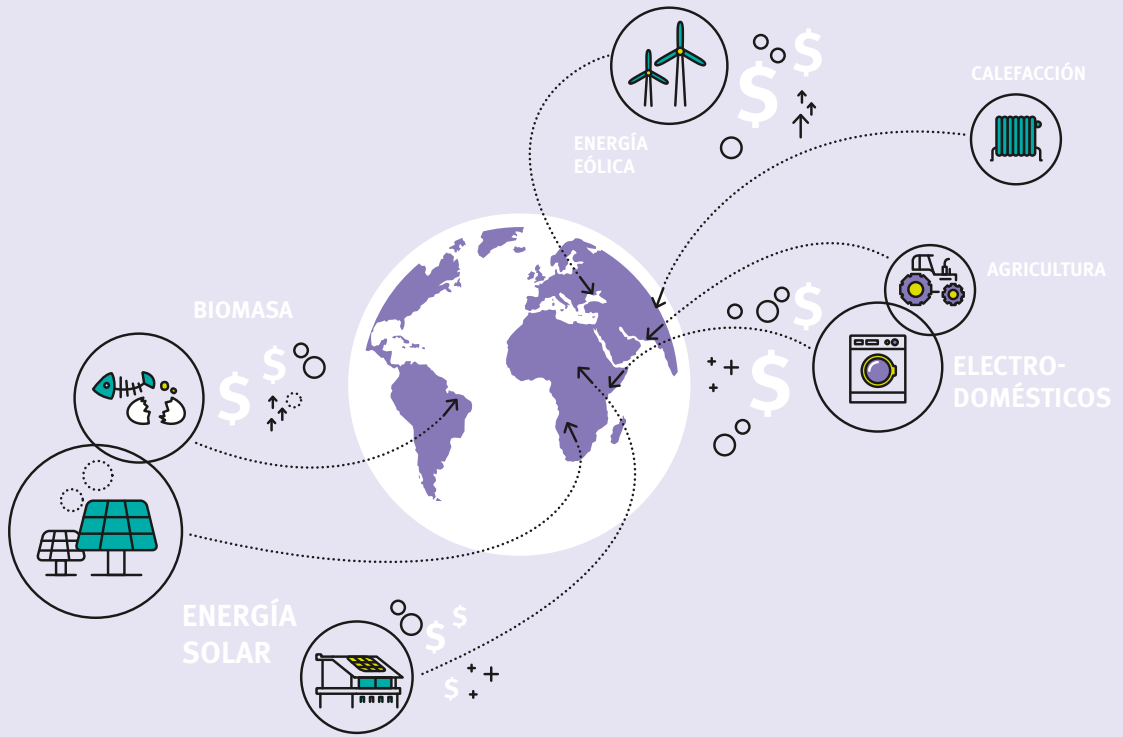 ENERGÍA
EÓLICA
CALEFACCIÓN
AGRICULTURA
BIOMASA
ELECTRO-
DOMÉSTICOS
ENERGÍA
SOLAR
$
$
$
$
$
$
$
$
$